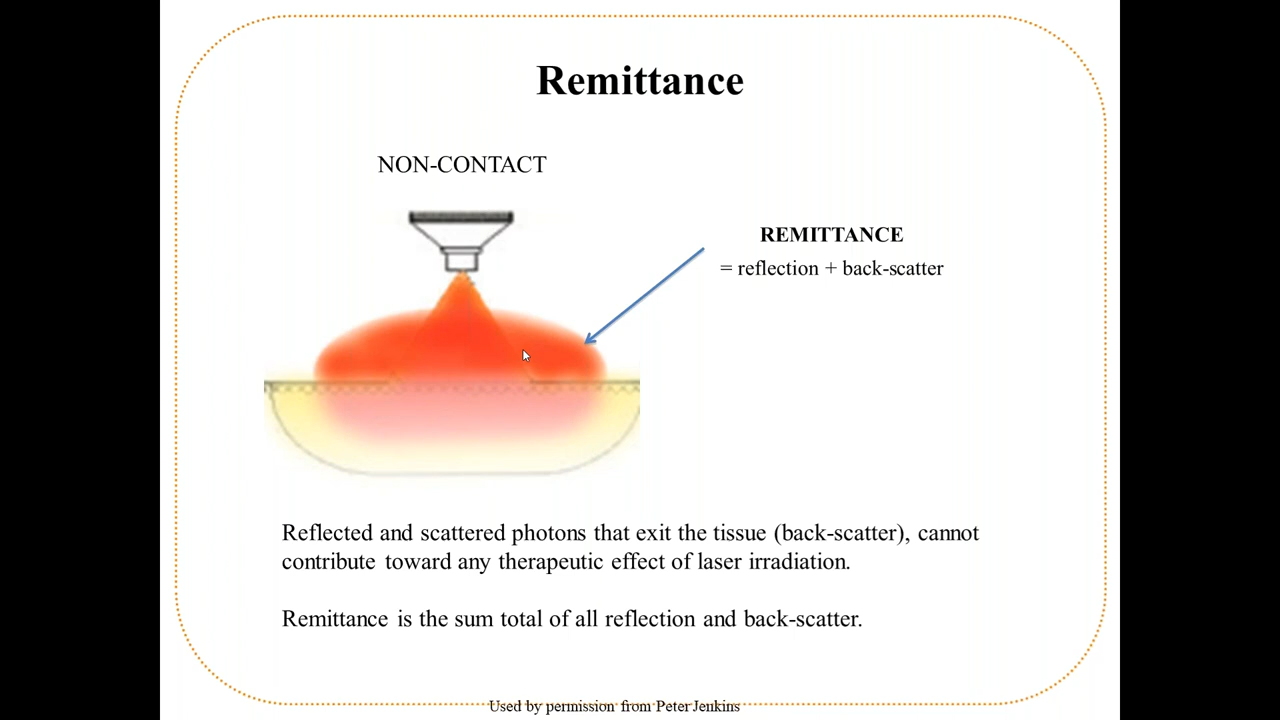 Remittance
NON-CONTACT
REMITTANCE
= reflection + back-scatter
Reflected and scattered photons that exit the tissue (back-scatter), cannot
contribute toward any therapeutic effect of laser irradiation.
Remittance is the sum total of all reflection and back-scatter.
Used by permission from Peter Jenkins